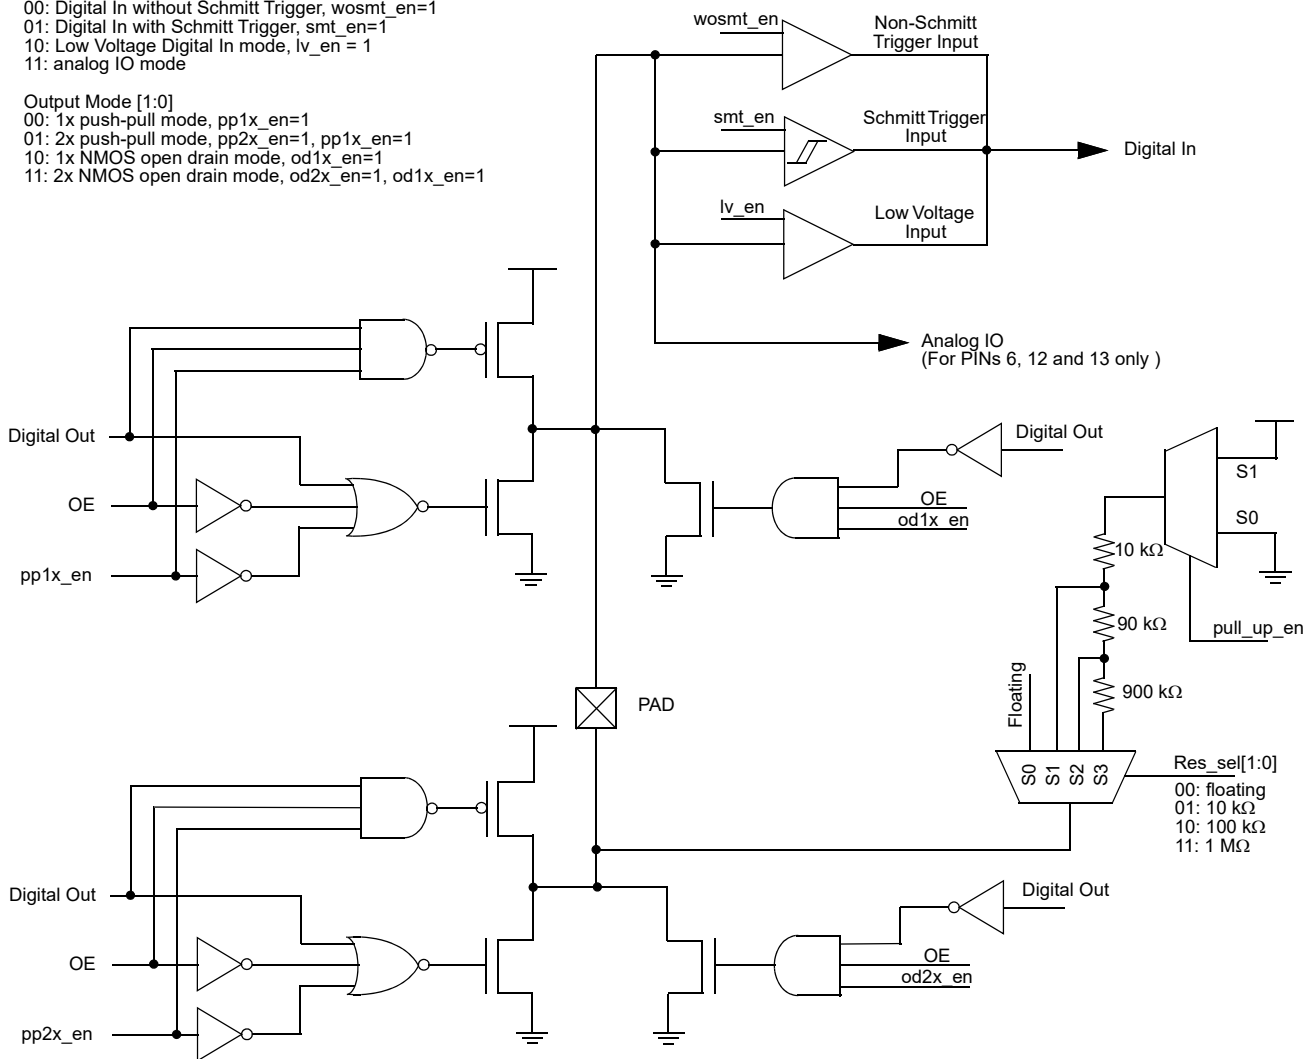 00: Digital In without Schmitt Trigger, wosmt_en=1
01: Digital In with Schmitt Trigger, smt_en=1
10: Low Voltage Digital In mode, lv_en = 1
11: analog IO mode
Output Mode [1:0]
00: 1x push-pull mode, pp1x_en=1
01: 2x push-pull mode, pp2x_en=1, pp1x_en=1
10: 1x NMOS open drain mode, od1x_en=1
11: 2x NMOS open drain mode, od2x_en=1, od1x_en=1
wosmt_en
Non-Schmitt
Trigger Input
smt_en
Schmitt Trigger
Input
Digital In
lv_en
Low Voltage
Input
Analog IO
(For PINs 6, 12 and 13 only )
Digital Out
OE
pp1x_en
Digital Out
OE
od1x_en
S1
S0
pull_up_en
10 kΩ
90 kΩ
900 kΩ
Floating
S0
S1
S2
S3
Res_sel[1:0]
00: floating
01: 10 kΩ
10: 100 kΩ
11: 1 MΩ
PAD
Digital Out
OE
pp2x_en
Digital Out
OE
od2x_en